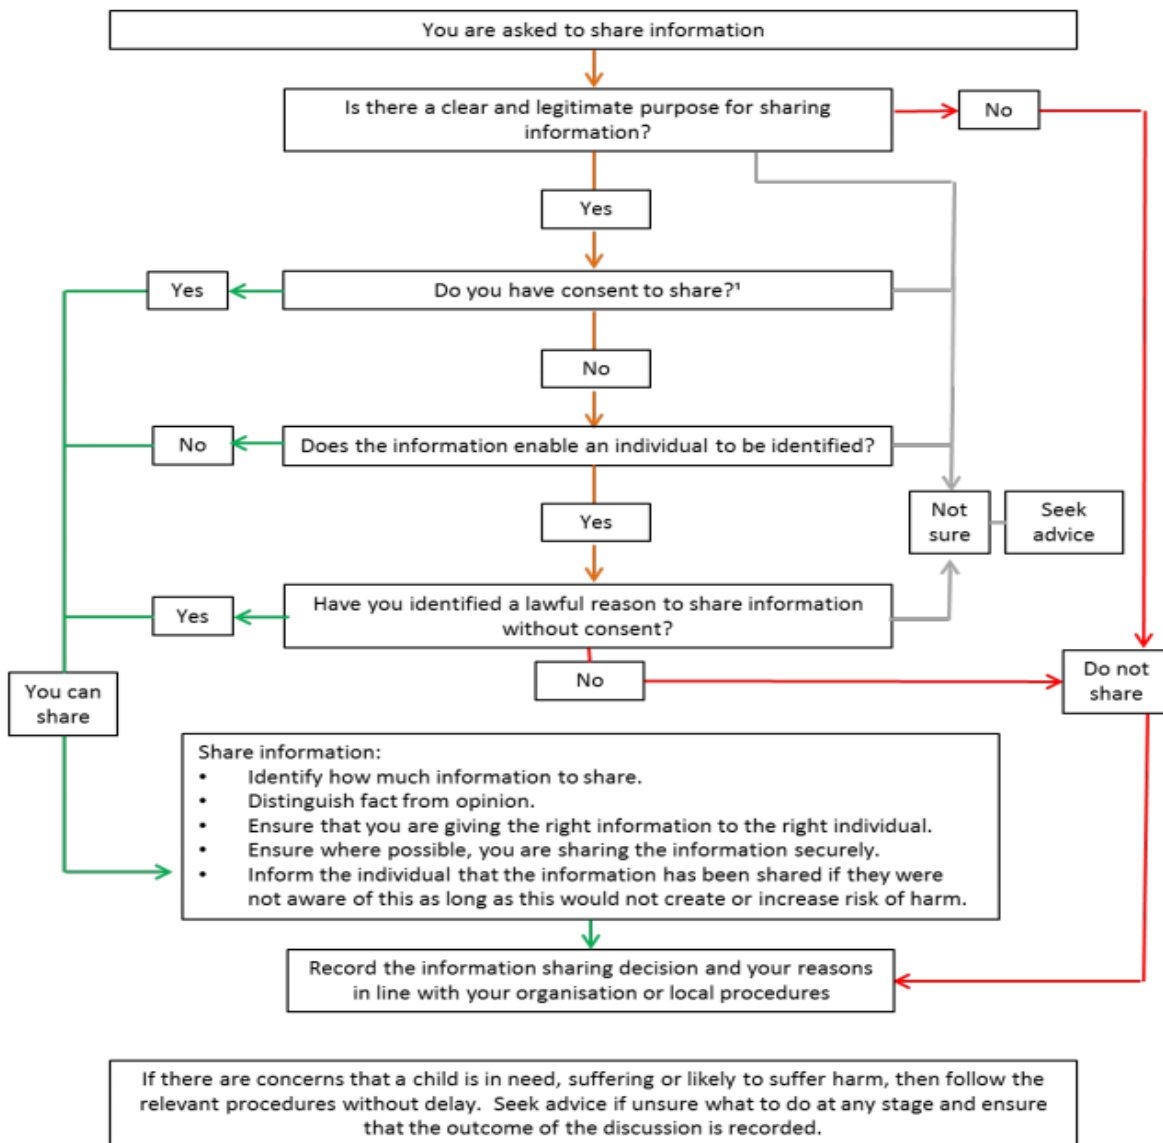 You are asked to share information
Is there a clear and legitimate purpose for sharing
information?
No
Yes
Yes
Do you have consent to share?¹
No
No
Does the information enable an individual to be identified?
Yes
Not
sure
Seek
advice
Yes
Have you identified a lawful reason to share information
without consent?
No
Do not
share
You can
share
Share information:
• Identify how much information to share.
• Distinguish fact from opinion.
• Ensure that you are giving the right information to the right individual.
• Ensure where possible, you are sharing the information securely.
• Inform the individual that the information has been shared if they were
not aware of this as long as this would not create or increase risk of harm.
Record the information sharing decision and your reasons
in line with your organisation or local procedures
If there are concerns that a child is in need, suffering or likely to suffer harm, then follow the
relevant procedures without delay. Seek advice if unsure what to do at any stage and ensure
that the outcome of the discussion is recorded.